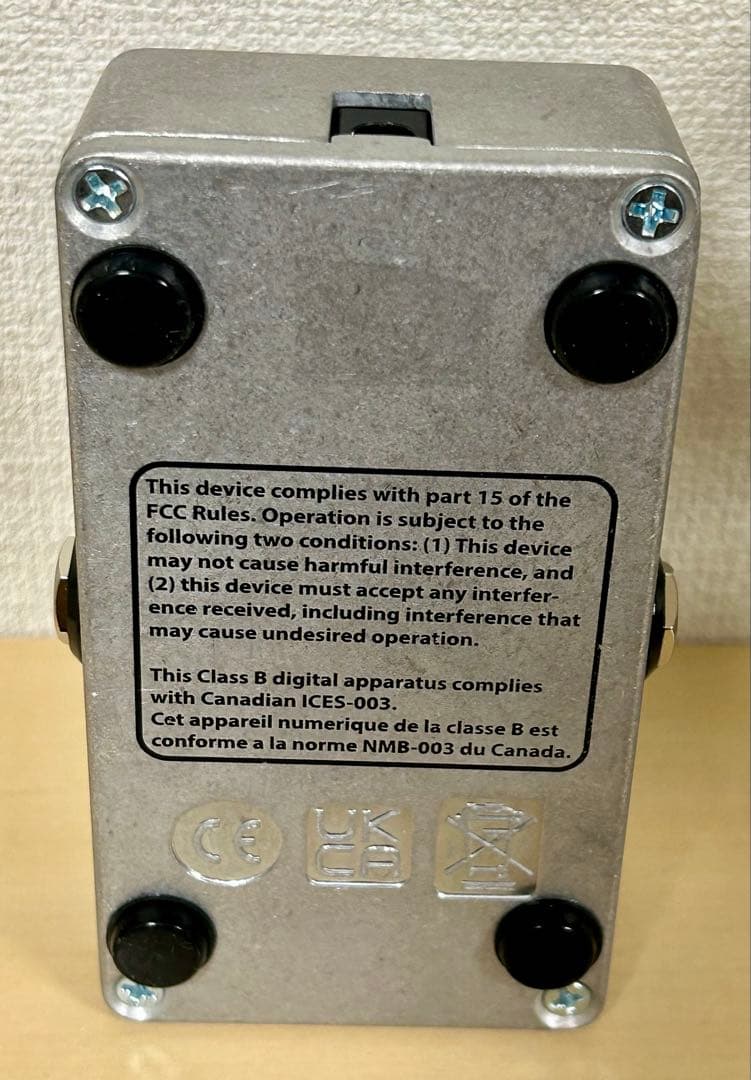 This device complies with part 15 of the
FCC Rules. Operation is subject to the
following two conditions: (1) This device
may not cause harmful interference, and
(2) this device must accept any interfer-
ence received, including interference that
may cause undesired operation.
This Class B digital apparatus complies
with Canadian ICES-003.
Cet appareil numerique de la classe B est
conforme a la norme NMB-003 du Canada.
CE
UK
CA